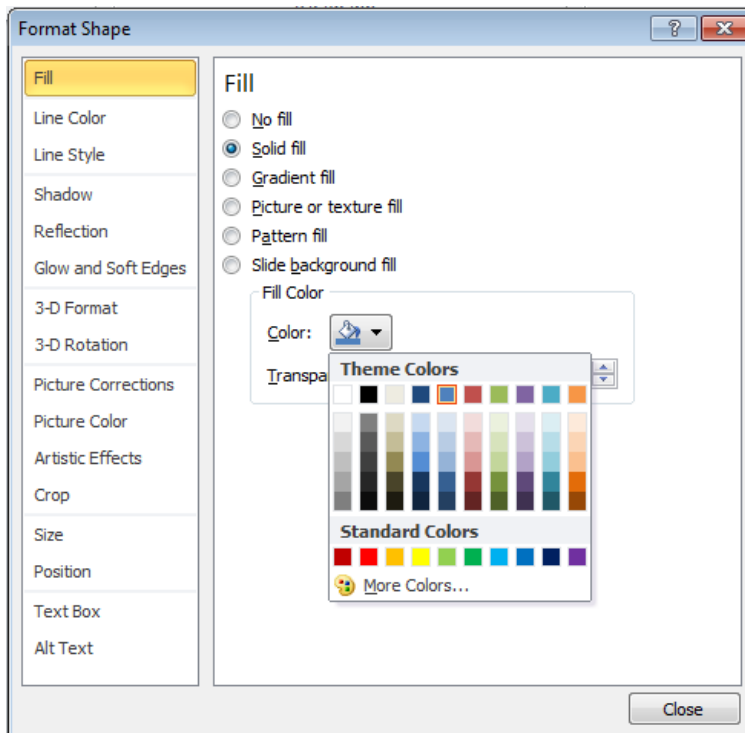 Format Shape
?
Fill
Line Color
Line Style
Shadow
Reflection
Glow and Soft Edges
3-D Format
3-D Rotation
Picture Corrections
Picture Color
Artistic Effects
Crop
Size
Position
Text Box
Alt Text
Fill
No fill
Solid fill
Gradient fill
Picture or texture fill
Pattern fill
Slide background fill
Fill Color
Color:
Transpa
Theme Colors
Standard Colors
More Colors...
Close